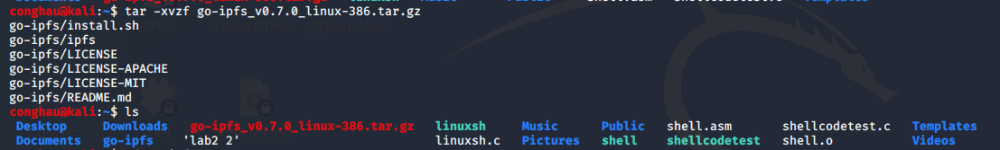 conghau@kali:~$ tar -xvzf go-ipfs_v0.7.0_linux-386.tar.gz
go-ipfs/install.sh
go-ipfs/ipfs
go-ipfs/LICENSE
go-ipfs/LICENSE-APACHE
go-ipfs/LICENSE-MIT
go-ipfs/README.md
conghau@kali:~$ ls
Desktop Downloads go-ipfs_v0.7.0_linux-386.tar.gz linuxsh Music Public shell.asm shellcodetest.c Templates
Documents go-ipfs 'lab2 2' linuxsh.c Pictures shell shellcodetest shell.o Videos